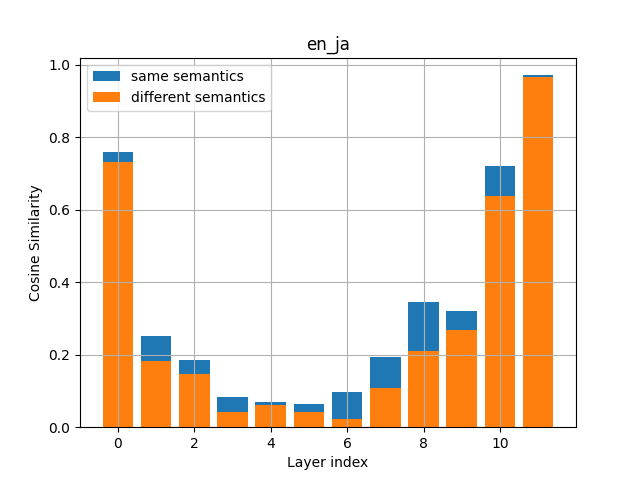 en_ja
same semantics
different semantics
Cosine Similarity
1.0
0.8
0.6
0.4
0.2
0.0
0 2 4 6 8 10
Layer index